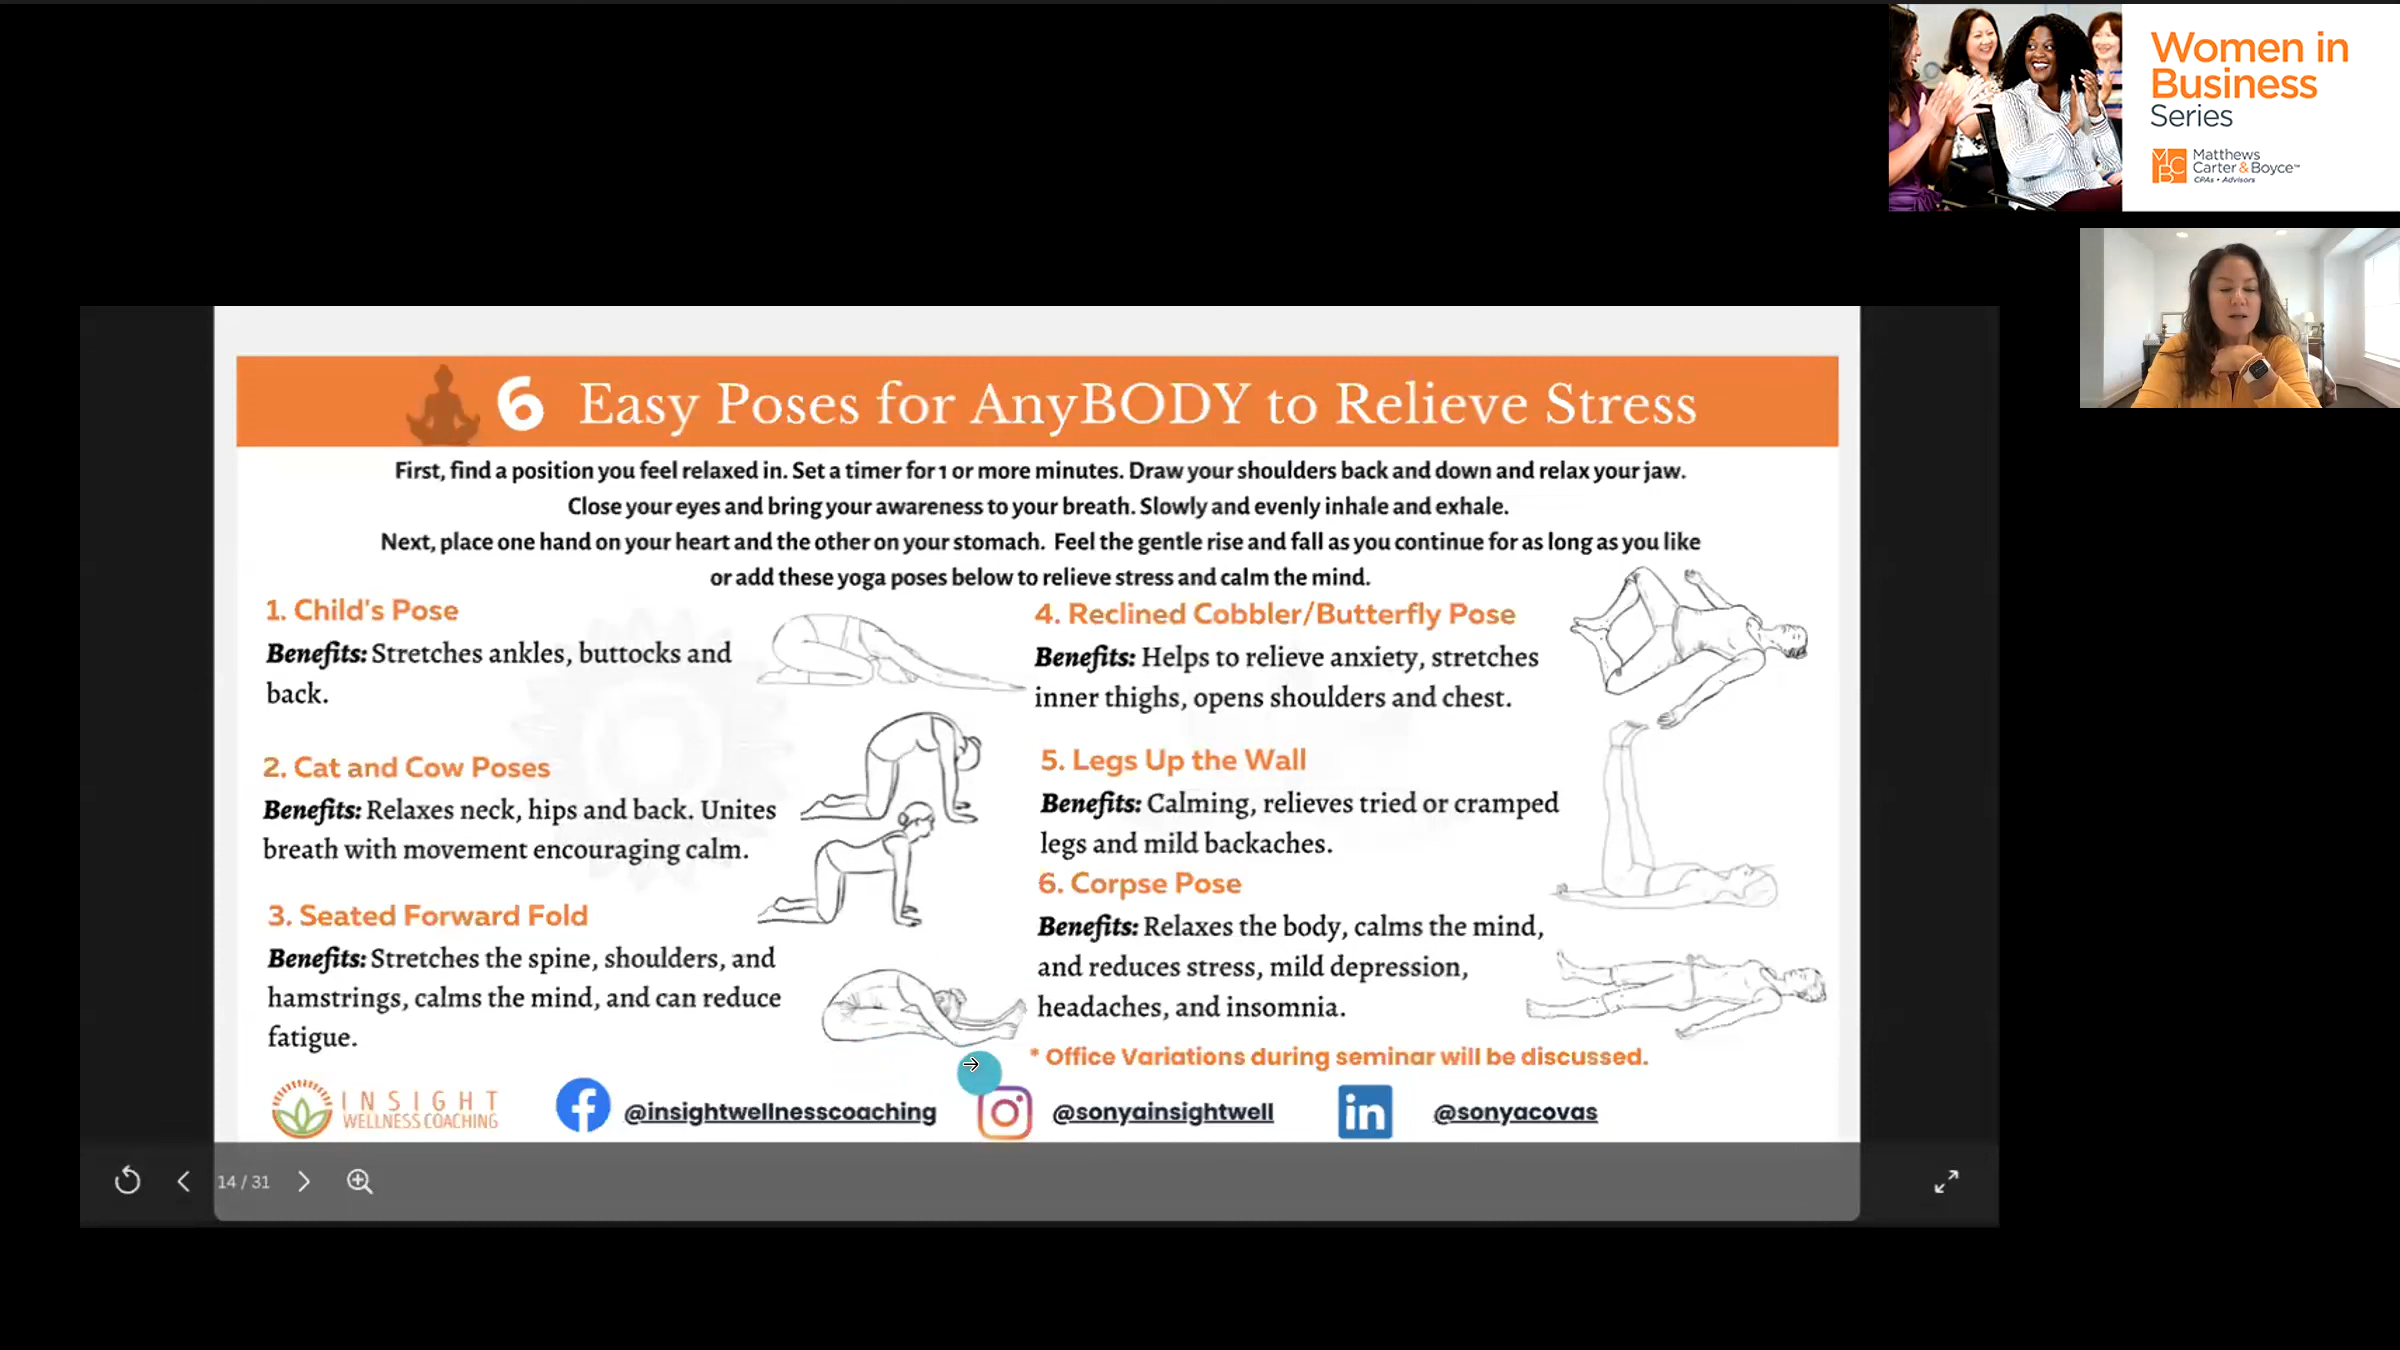 Women in
Business
Series
Matthews
Carter & Boyce™
CPAs • Advisors
6 Easy Poses for AnyBODY to Relieve Stress
First, find a position you feel relaxed in. Set a timer for 1 or more minutes. Draw your shoulders back and down and relax your jaw.
Close your eyes and bring your awareness to your breath. Slowly and evenly inhale and exhale.
Next, place one hand on your heart and the other on your stomach. Feel the gentle rise and fall as you continue for as long as you like
or add these yoga poses below to relieve stress and calm the mind.
1. Child's Pose
Benefits: Stretches ankles, buttocks and
back.
2. Cat and Cow Poses
Benefits: Relaxes neck, hips and back. Unites
breath with movement encouraging calm.
3. Seated Forward Fold
Benefits: Stretches the spine, shoulders, and
hamstrings, calms the mind, and can reduce
fatigue.
4. Reclined Cobbler/Butterfly Pose
Benefits: Helps to relieve anxiety, stretches
inner thighs, opens shoulders and chest.
5. Legs Up the Wall
Benefits: Calming, relieves tried or cramped
legs and mild backaches.
6. Corpse Pose
Benefits: Relaxes the body, calms the mind,
and reduces stress, mild depression,
headaches, and insomnia.
* Office Variations during seminar will be discussed.
INSIGHT
WELLNESS COACHING
@insightwellnesscoaching
@sonyainsightwell
in
@sonyacovas
14 / 31